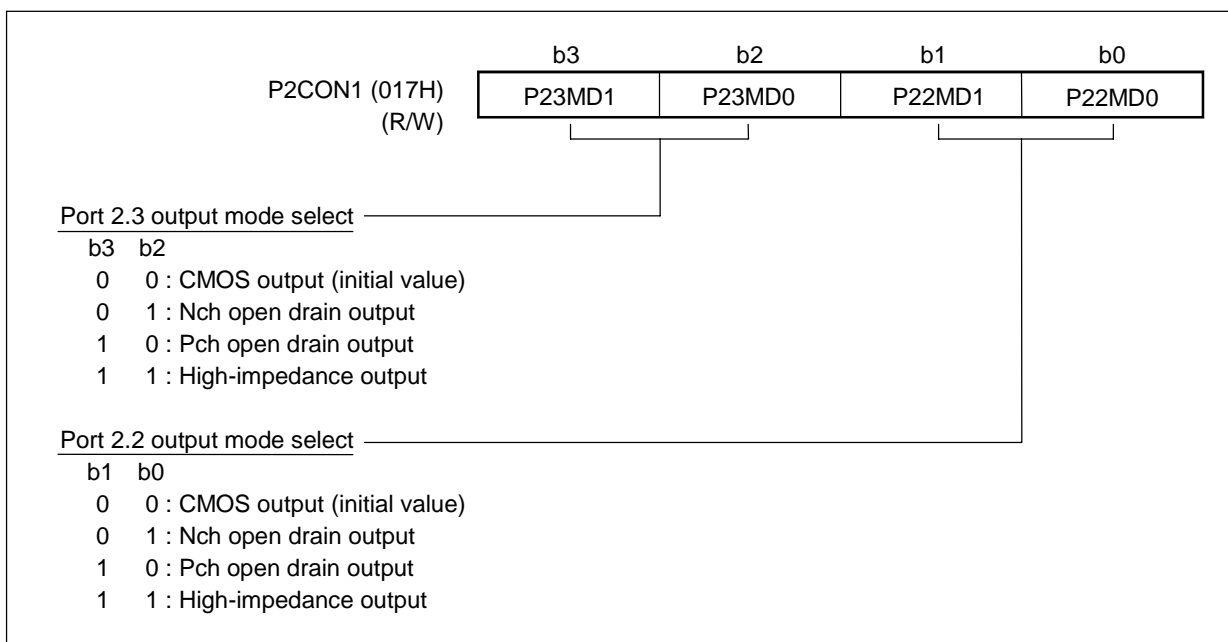 b3 b2 b1 b0
P2CON1 (017H) P23MD1 P23MD0 P22MD1 P22MD0
(R/W)
Port 2.3 output mode select
b3 b2
0 0 : CMOS output (initial value)
0 1 : Nch open drain output
1 0 : Pch open drain output
1 1 : High-impedance output
Port 2.2 output mode select
b1 b0
0 0 : CMOS output (initial value)
0 1 : Nch open drain output
1 0 : Pch open drain output
1 1 : High-impedance output